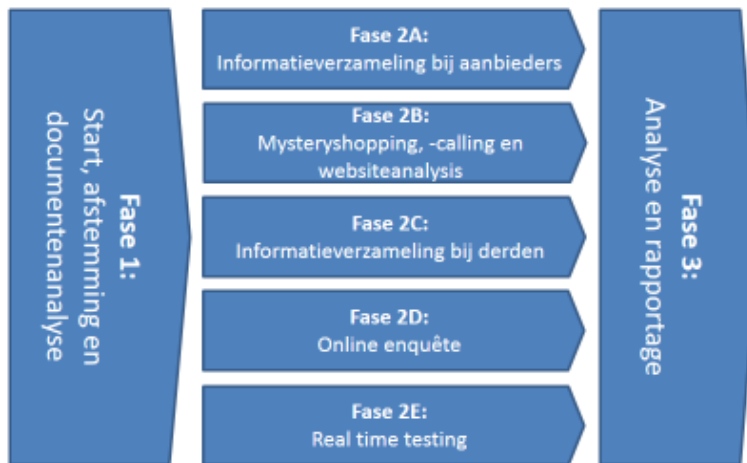 Fase 1:
Start, afstemming en
documentenanalyse
Fase 2A:
Informatieverzameling bij aanbieders
Fase 2B:
Mysteryshopping, -calling en
websiteanalysis
Fase 2C:
Informatieverzameling bij derden
Fase 2D:
Online enquête
Fase 2E:
Real time testing
Fase 3:
Analyse en rapportage